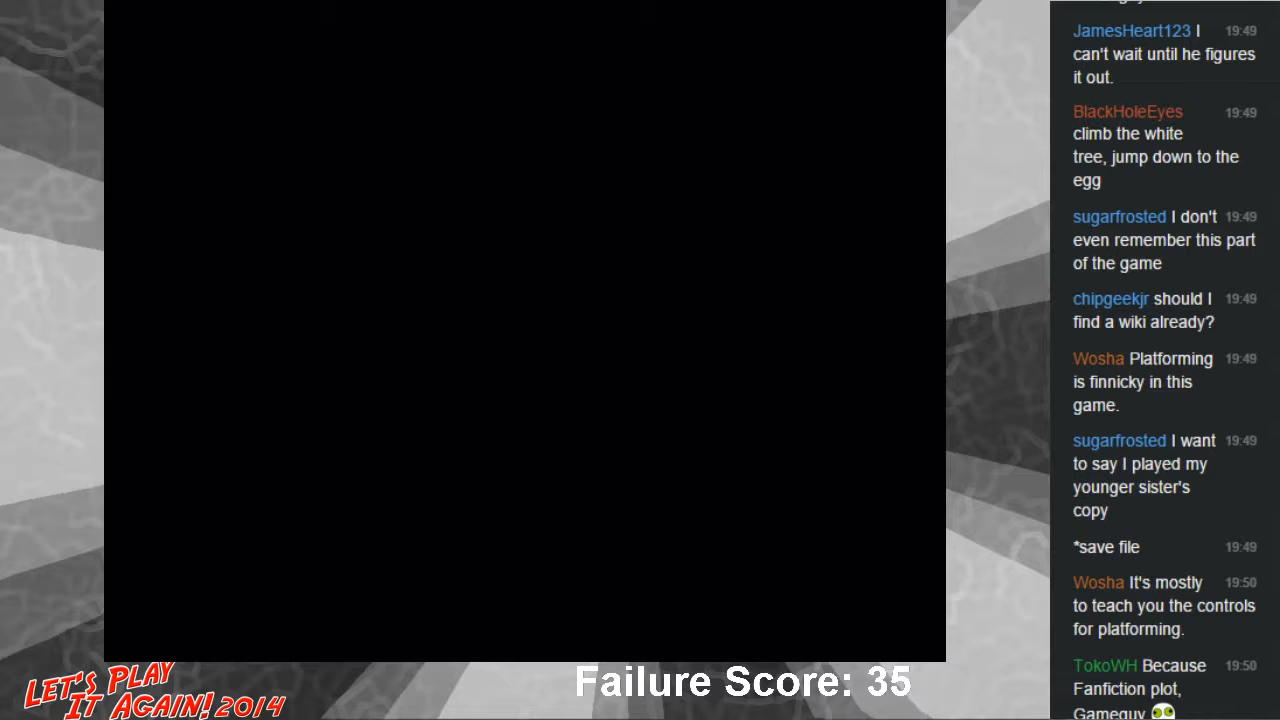 JamesHeart123 I 19:49
can't wait until he figures
it out.
BlackHoleEyes 19:49
climb the white
tree, jump down to the
egg
sugarfrosted I don't 19:49
even remember this part
of the game
chipgeekjr should I 19:49
find a wiki already?
Wosha Platforming 19:49
is finnicky in this
game.
sugarfrosted I want 19:49
to say I played my
younger sister's
copy
*save file 19:49
Wosha It's mostly 19:50
to teach you the controls
for platforming.
TokoWH Because 19:50
Fanfiction plot,
Gameguy
LET'S PLAY
IT AGAIN! 2014
Failure Score: 35